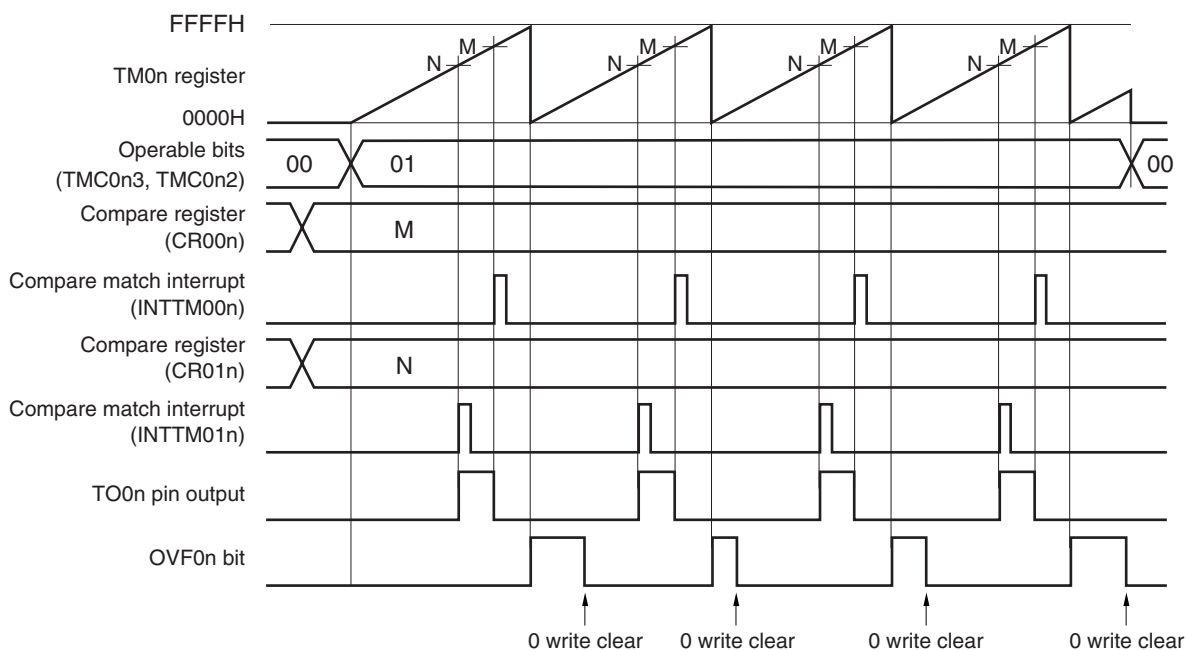 FFFFH
M M M M
N N N N
TM0n register
0000H
Operable bits
(TMC0n3, TMC0n2)
00 01 00
Compare register
(CR00n)
M
Compare match interrupt
(INTTM00n)
Compare register
(CR01n)
N
Compare match interrupt
(INTTM01n)
TO0n pin output
OVF0n bit
0 write clear 0 write clear 0 write clear 0 write clear